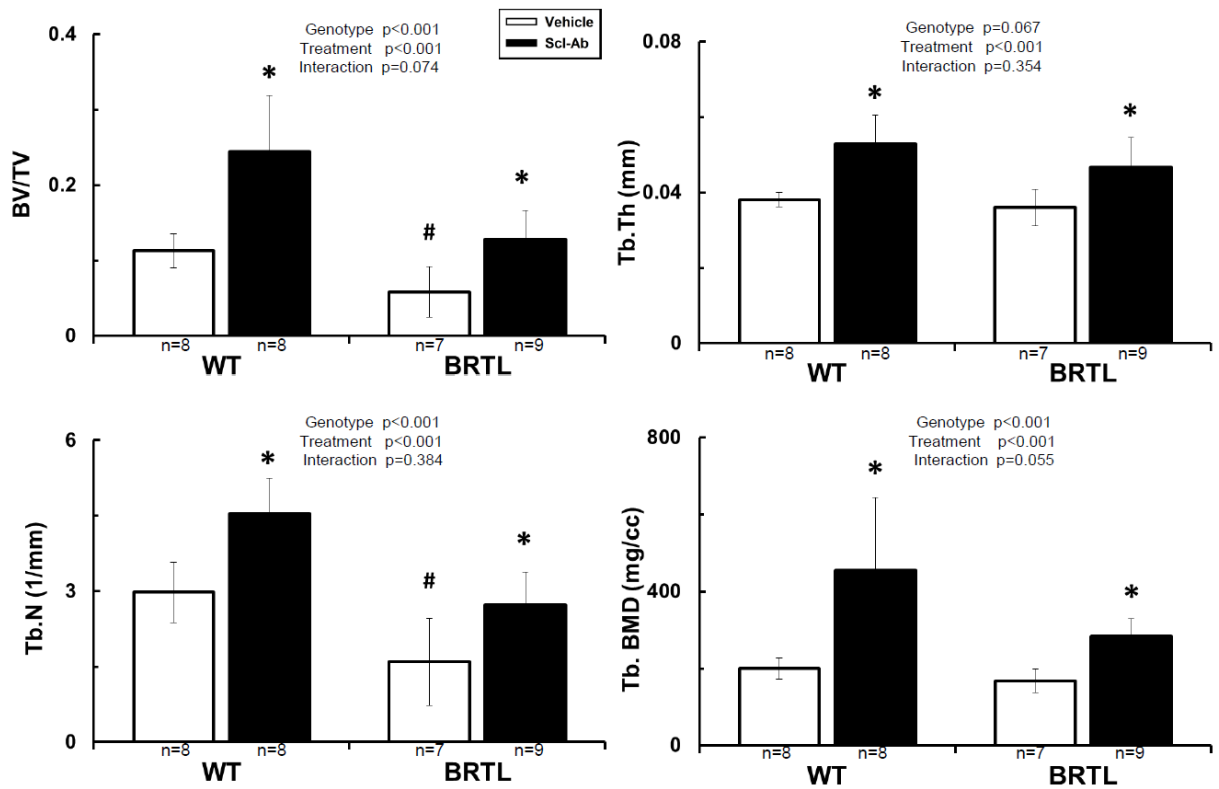 Vehicle
Scl-Ab
Genotype p<0.001
Treatment p<0.001
Interaction p=0.074
BV/TV
0.4
0.2
0
*
#
*
n=8
n=8
n=7
n=9
WT
BRTL
Genotype p=0.067
Treatment p<0.001
Interaction p=0.354
Tb.Th (mm)
0.08
0.04
0
*
*
n=8
n=8
n=7
n=9
WT
BRTL
Genotype p<0.001
Treatment p<0.001
Interaction p=0.384
Tb.N (1/mm)
6
3
0
*
#
*
n=8
n=8
n=7
n=9
WT
BRTL
Genotype p<0.001
Treatment p<0.001
Interaction p=0.055
Tb. BMD (mg/cc)
800
400
0
*
*
n=8
n=8
n=7
n=9
WT
BRTL